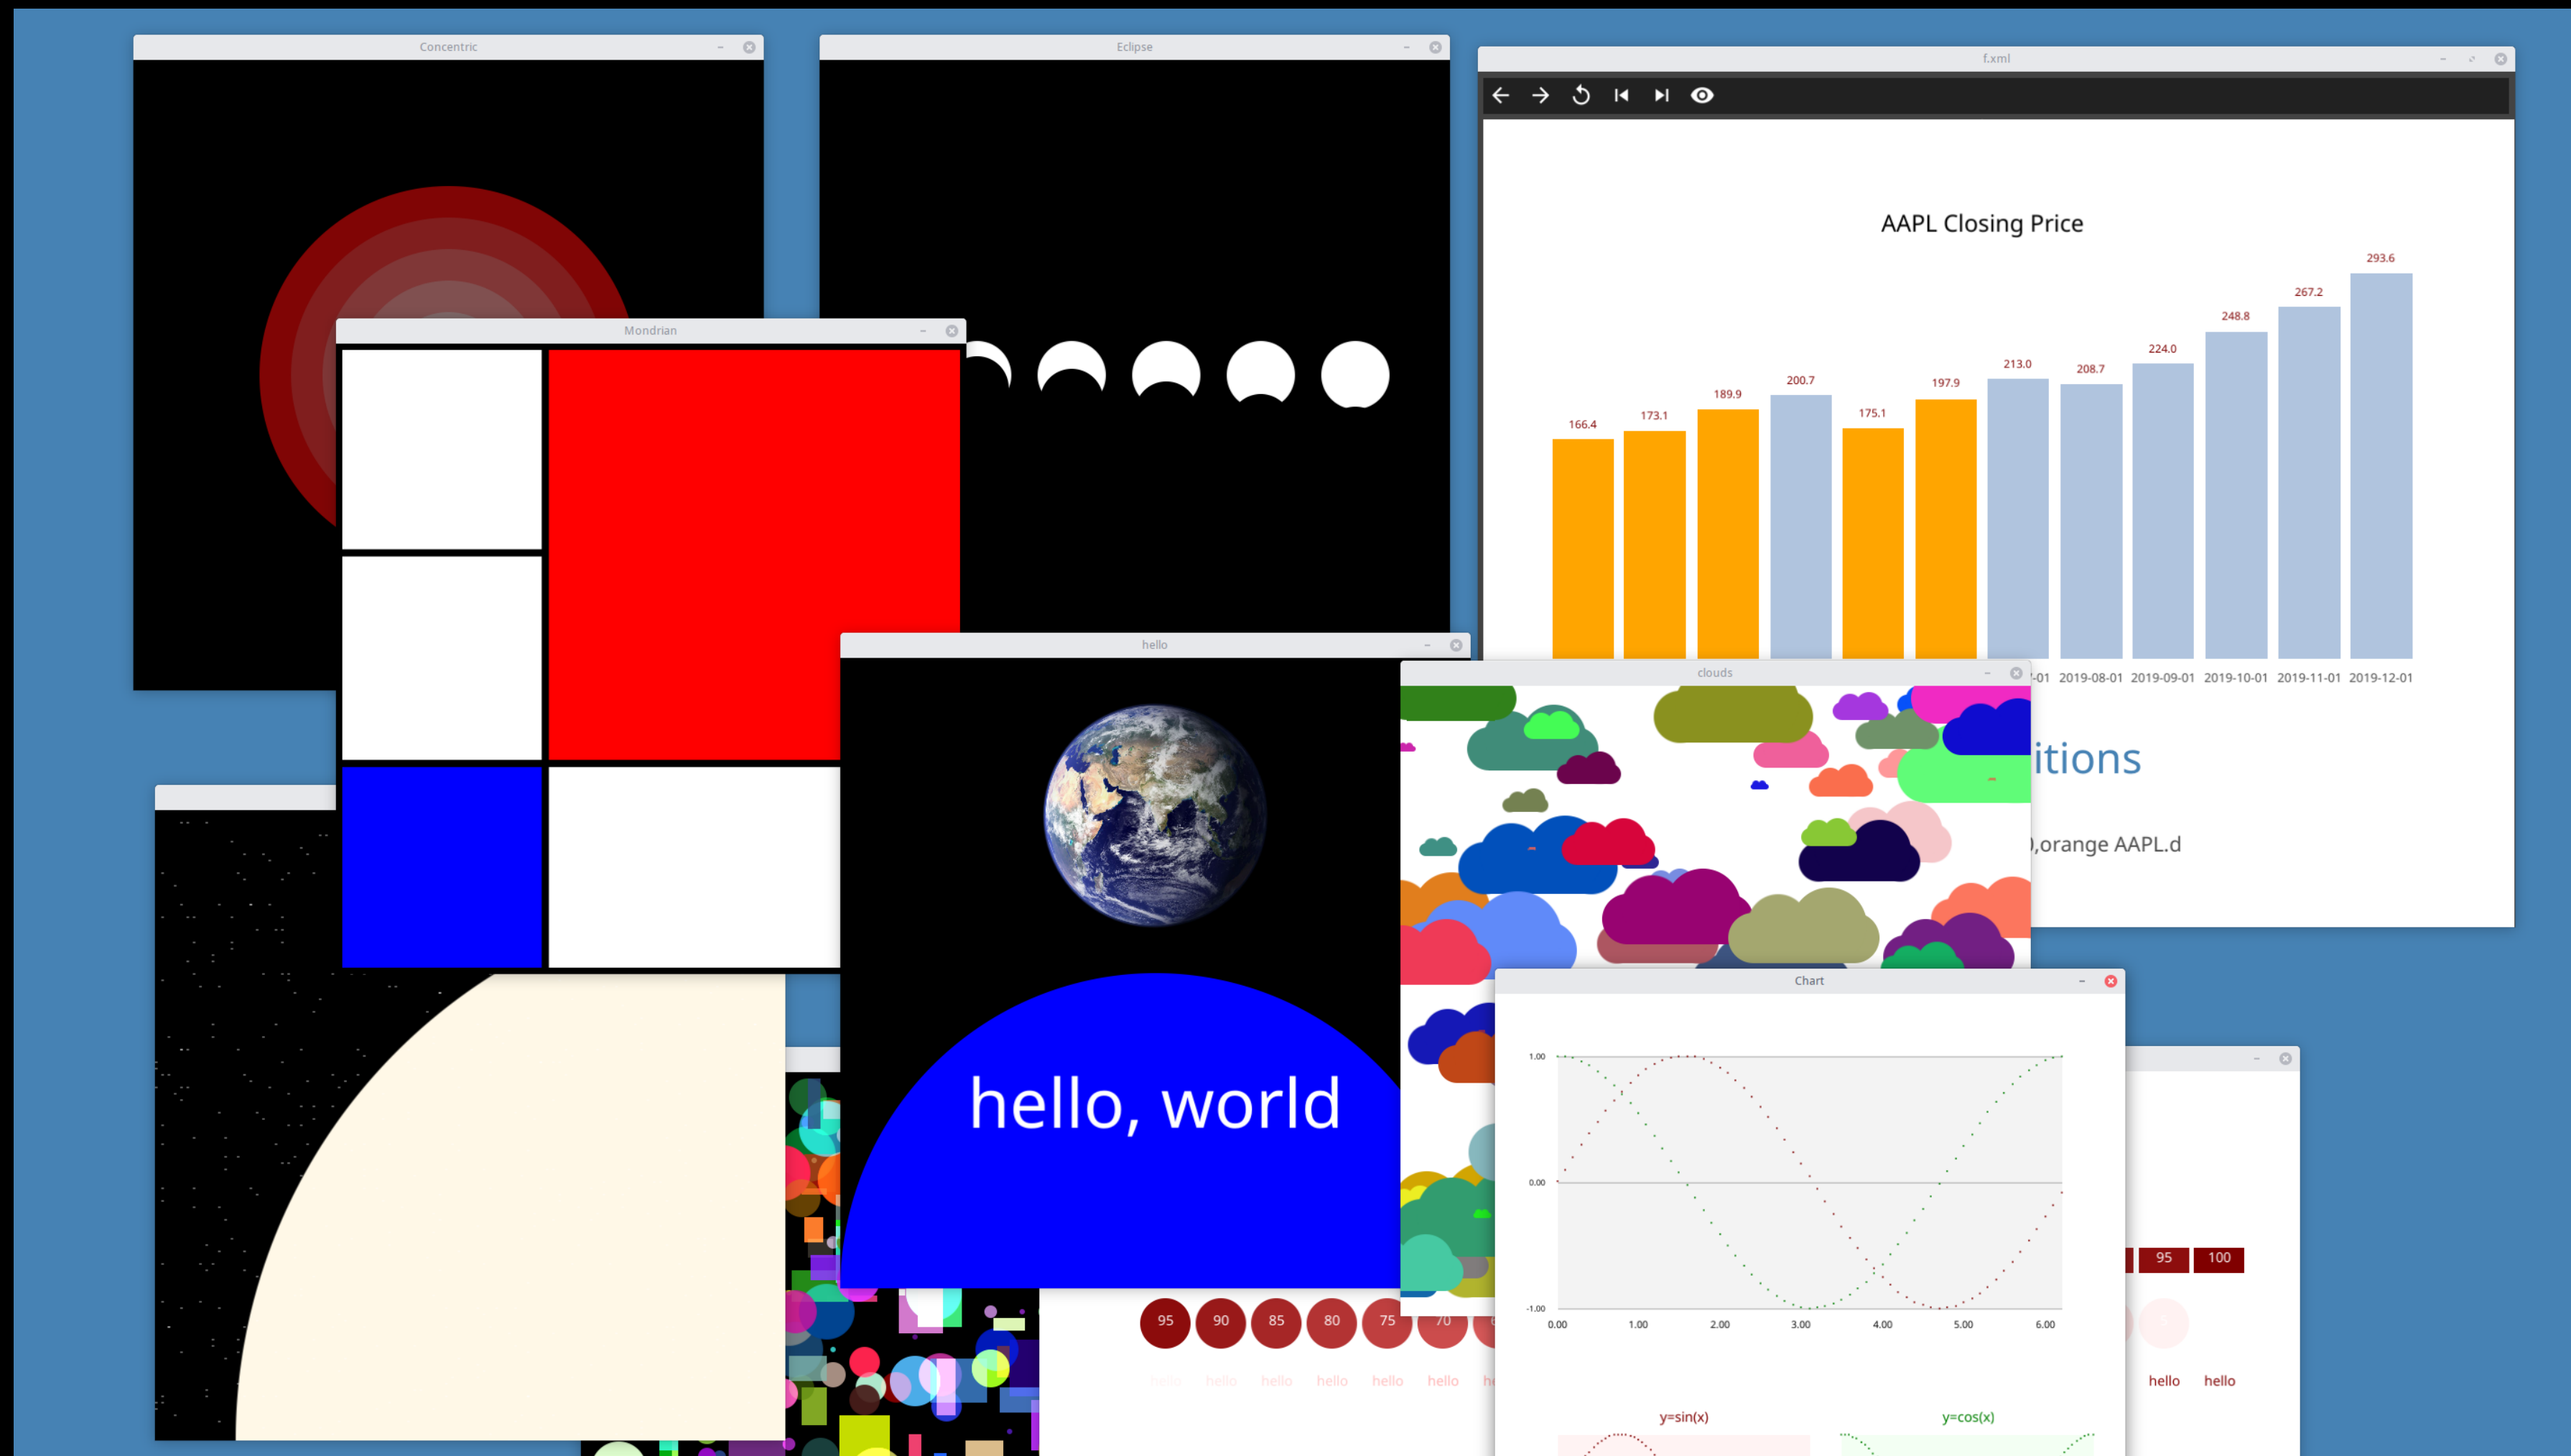 Concentric
Eclipse
f.xml
AAPL Closing Price
293.6
267.2
248.8
224.0
213.0
208.7
200.7
197.9
189.9
175.1
173.1
166.4
-01 2019-08-01 2019-09-01 2019-10-01 2019-11-01 2019-12-01
itions
,orange AAPL.d
Mondrian
hello
hello, world
clouds
Chart
1.00
0.00
-1.00
0.00 1.00 2.00 3.00 4.00 5.00 6.00
y=sin(x) y=cos(x)
95 100
95 90 85 80 75 70
hello hello hello hello hello hello he
hello hello